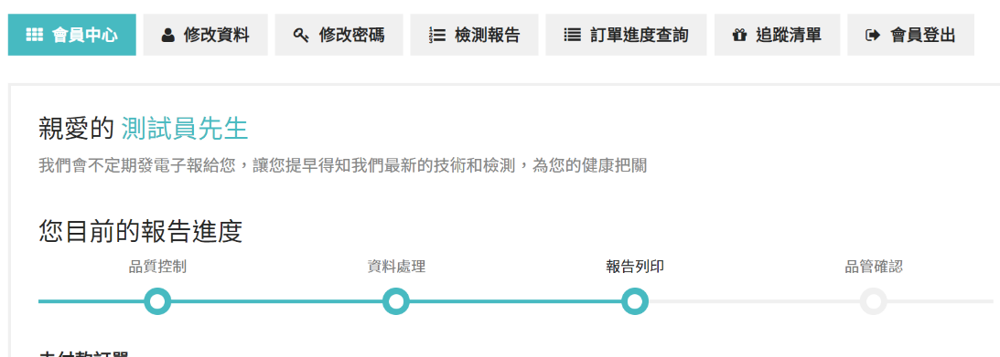 會員中心 修改資料 修改密碼 檢測報告 訂單進度查詢 追蹤清單 會員登出
親愛的 測試員先生
我們會不定期發電子報給您，讓您提早得知我們最新的技術和檢測，為您的健康把關
您目前的報告進度
品質控制 資料處理 報告列印 品管確認